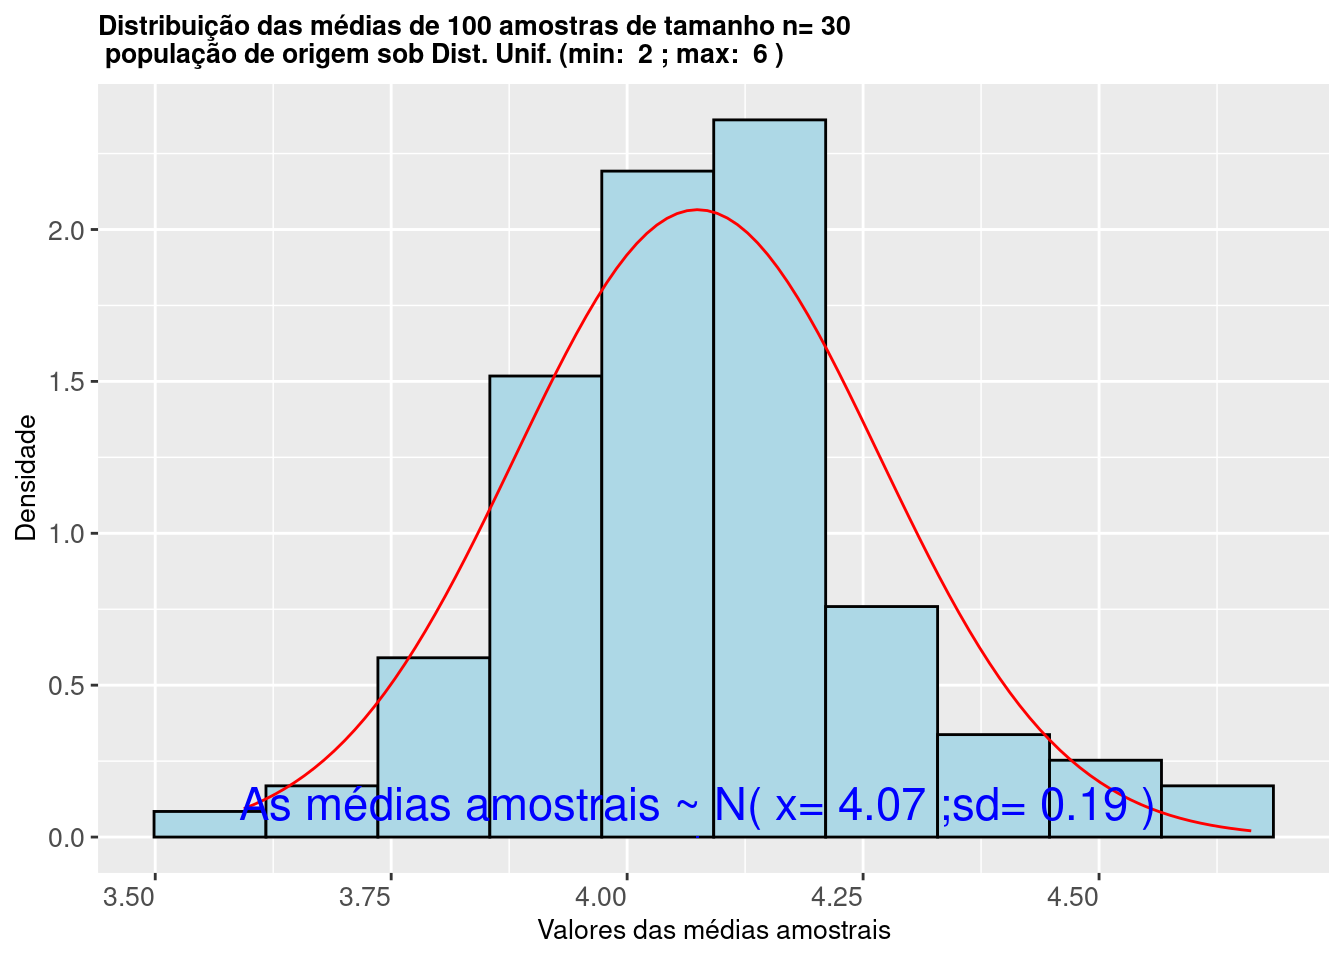 Distribuição das médias de 100 amostras de tamanho n= 30
população de origem sob Dist. Unif. (min:  2 ; max:  6 )
Densidade
2.0
1.5
1.0
0.5
0.0
As médias amostrais ~ N( x= 4.07 ;sd= 0.19 )
3.50 3.75 4.00 4.25 4.50
Valores das médias amostrais